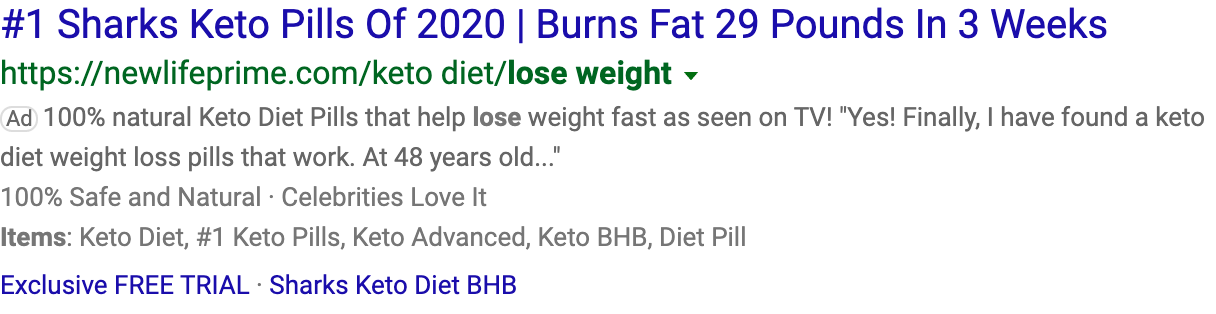 #1 Sharks Keto Pills Of 2020 | Burns Fat 29 Pounds In 3 Weeks
https://newlifeprime.com/keto diet/lose weight
Ad 100% natural Keto Diet Pills that help lose weight fast as seen on TV! "Yes! Finally, I have found a keto
diet weight loss pills that work. At 48 years old..."
100% Safe and Natural · Celebrities Love It
Items: Keto Diet, #1 Keto Pills, Keto Advanced, Keto BHB, Diet Pill
Exclusive FREE TRIAL · Sharks Keto Diet BHB